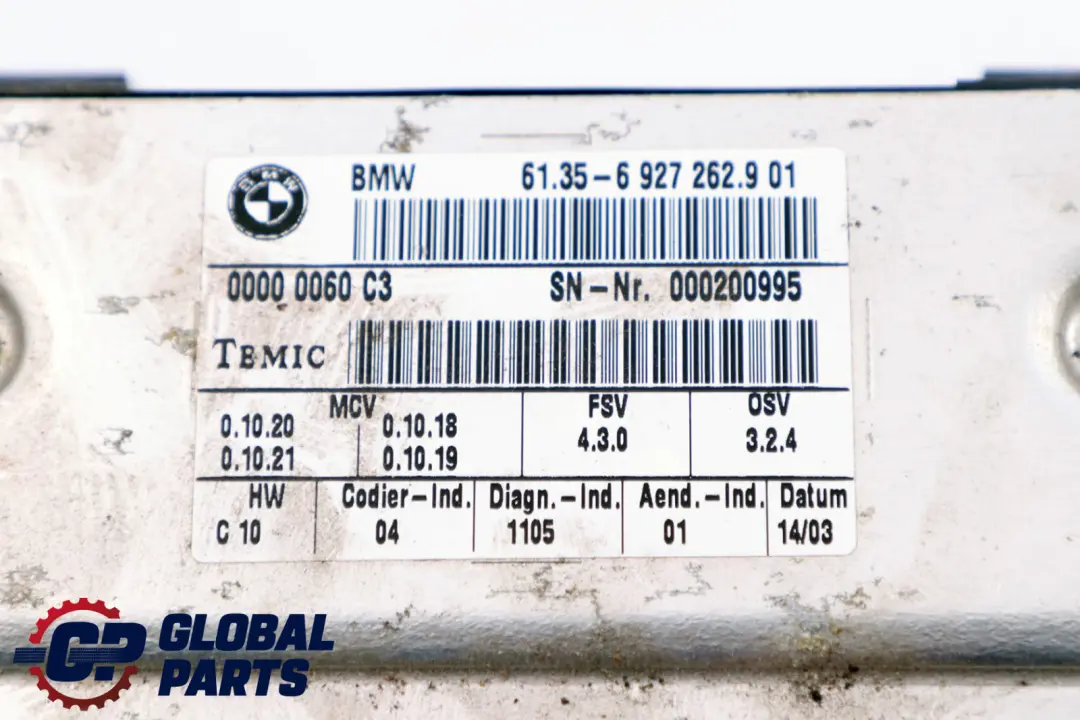 BMW
BMW 61.35-6 927 262.9 01
0000 0060 C3 SN-Nr. 000200995
TEMIC
MCV FSV OSV
0.10.20 0.10.18 4.3.0 3.2.4
0.10.21 0.10.19
HW Codier-Ind. Diagn.-Ind. Aend.-Ind. Datum
C 10 04 1105 01 14/03
GP GLOBAL
PARTS